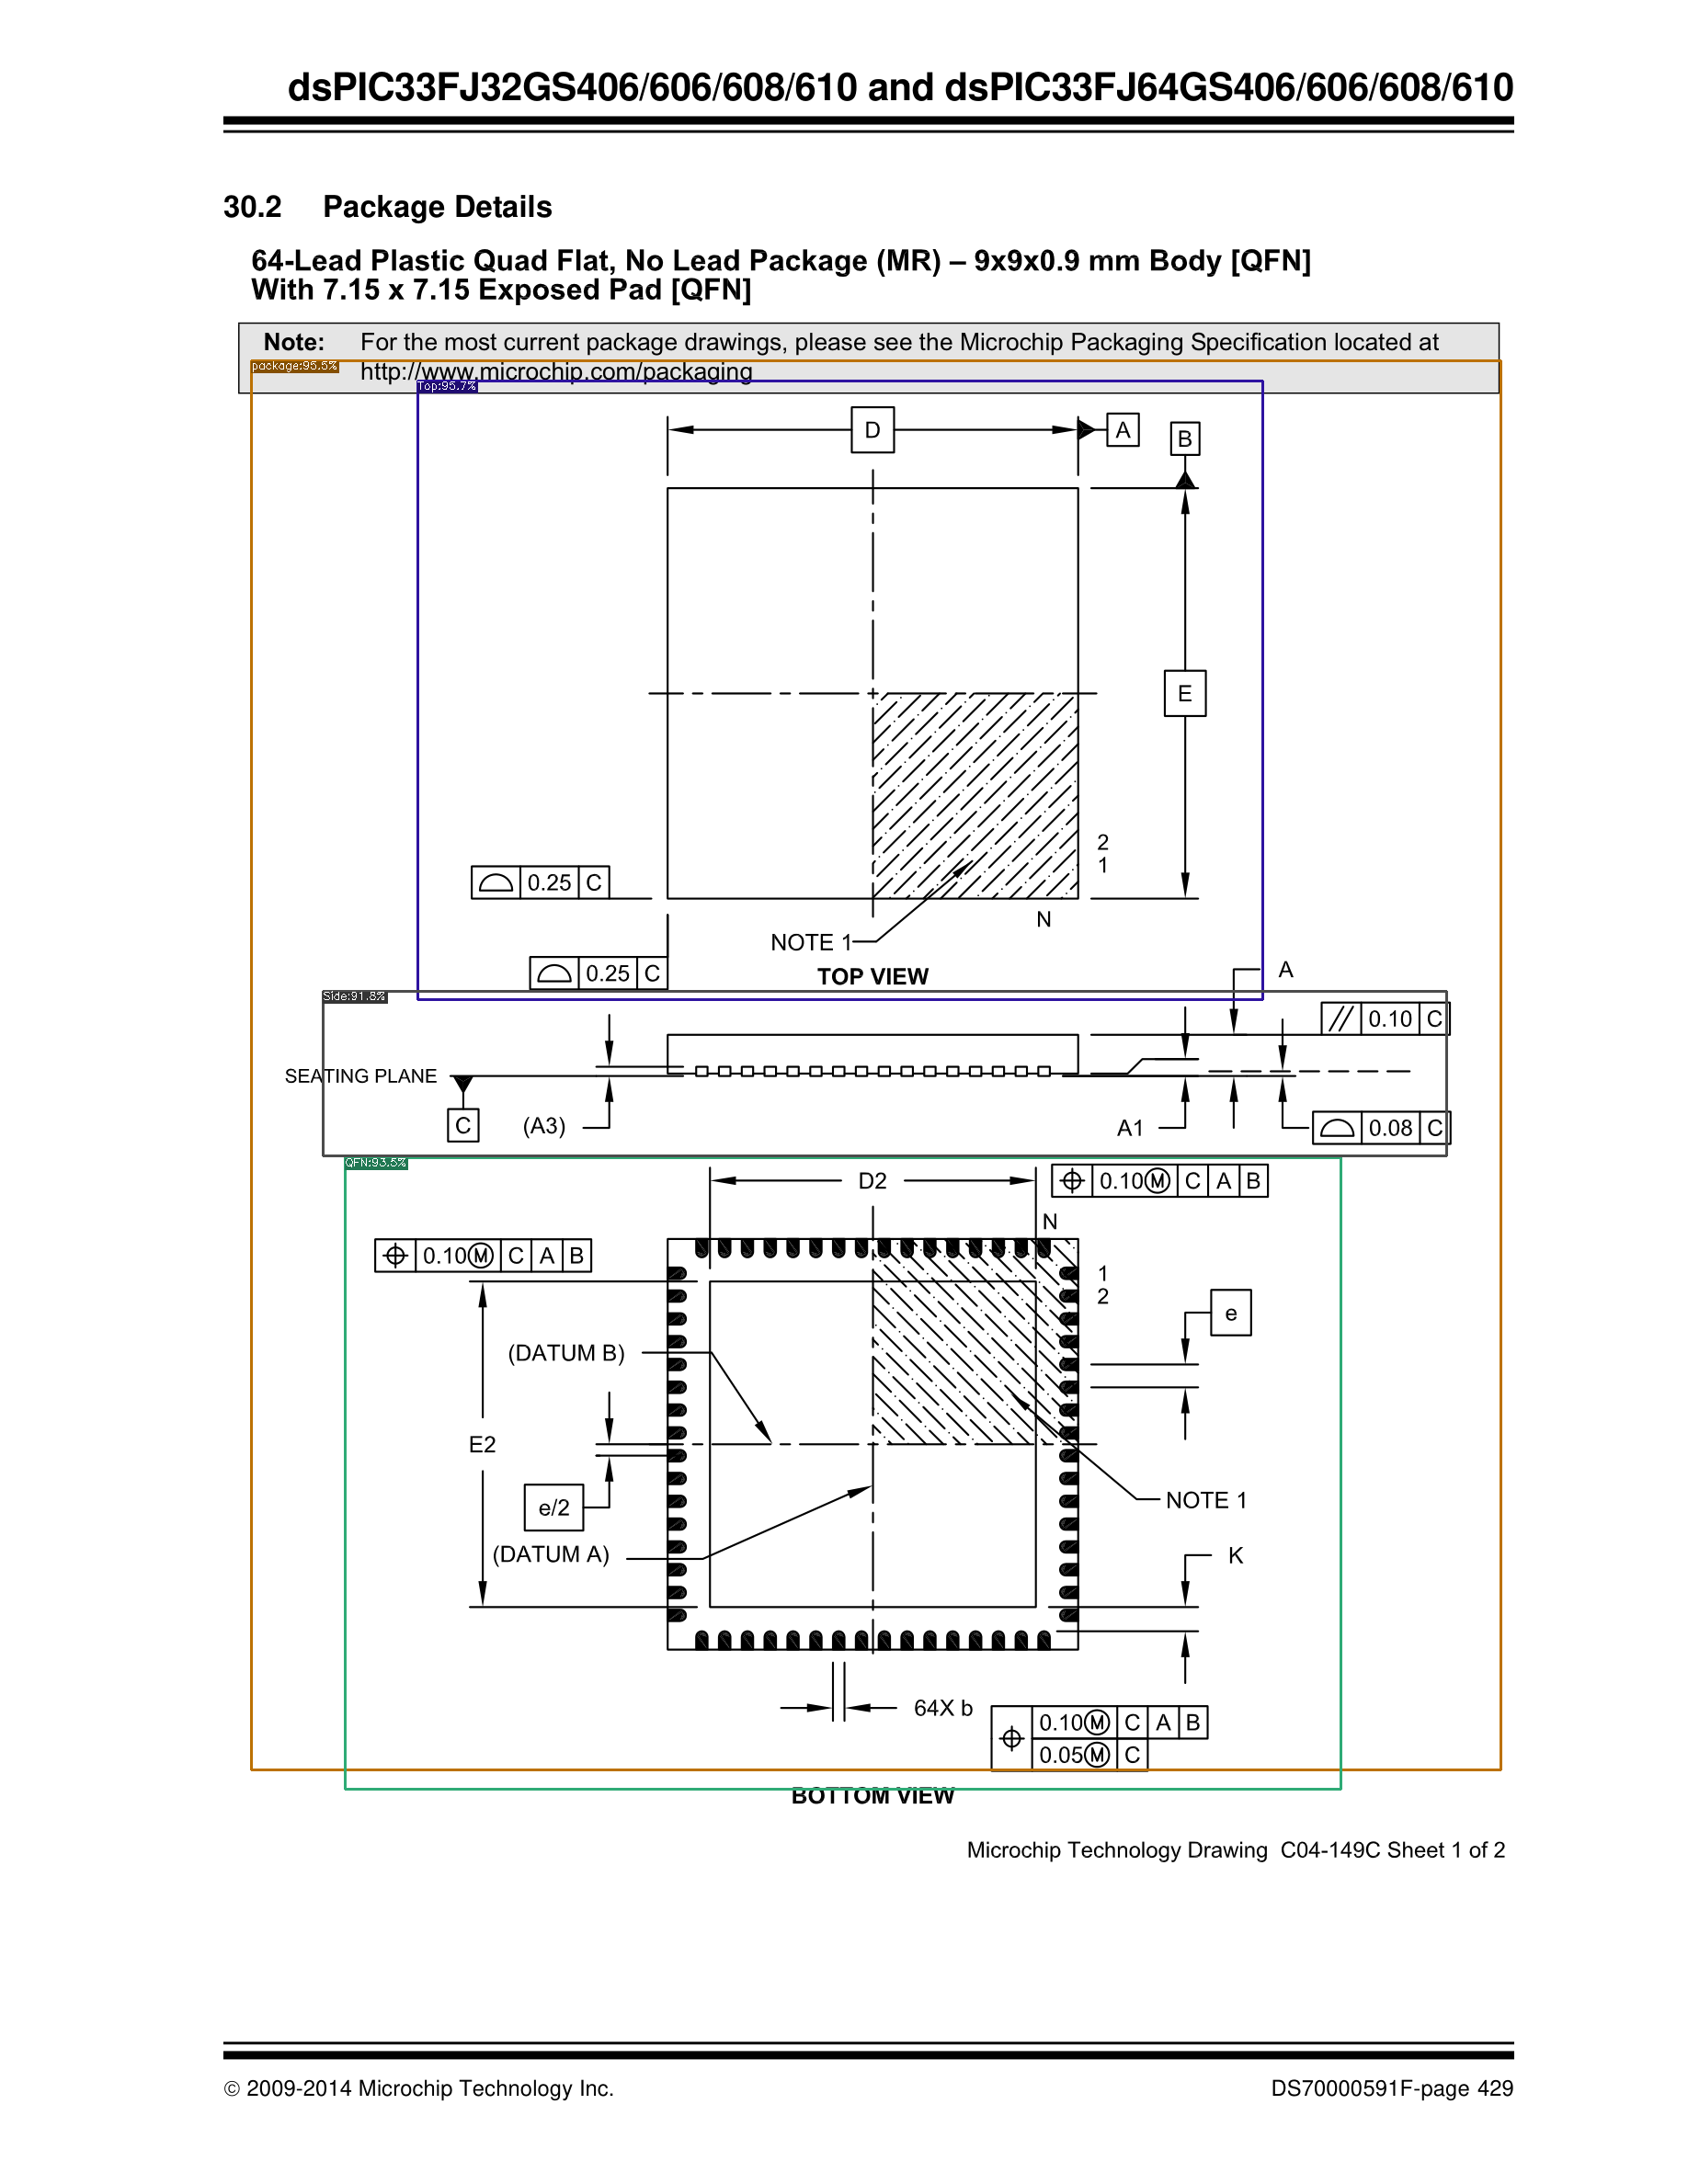 dsPIC33FJ32GS406/606/608/610 and dsPIC33FJ64GS406/606/608/610
30.2 Package Details
64-Lead Plastic Quad Flat, No Lead Package (MR) – 9x9x0.9 mm Body [QFN]
With 7.15 x 7.15 Exposed Pad [QFN]
Note: For the most current package drawings, please see the Microchip Packaging Specification located at
http://www.microchip.com/packaging
package:95.5%
Top:95.7%
D
A
B
E
2
1
0.25 C
N
NOTE 1
0.25 C
TOP VIEW
A
Side:91.8%
0.10 C
SEATING PLANE
C
(A3)
A1
0.08 C
QFN:93.5%
D2
0.10Ⓜ C A B
N
0.10Ⓜ C A B
1
2
e
(DATUM B)
E2
e/2
NOTE 1
(DATUM A)
K
64X b
0.10Ⓜ C A B
0.05Ⓜ C
BOTTOM VIEW
Microchip Technology Drawing C04-149C Sheet 1 of 2
© 2009-2014 Microchip Technology Inc.
DS70000591F-page 429